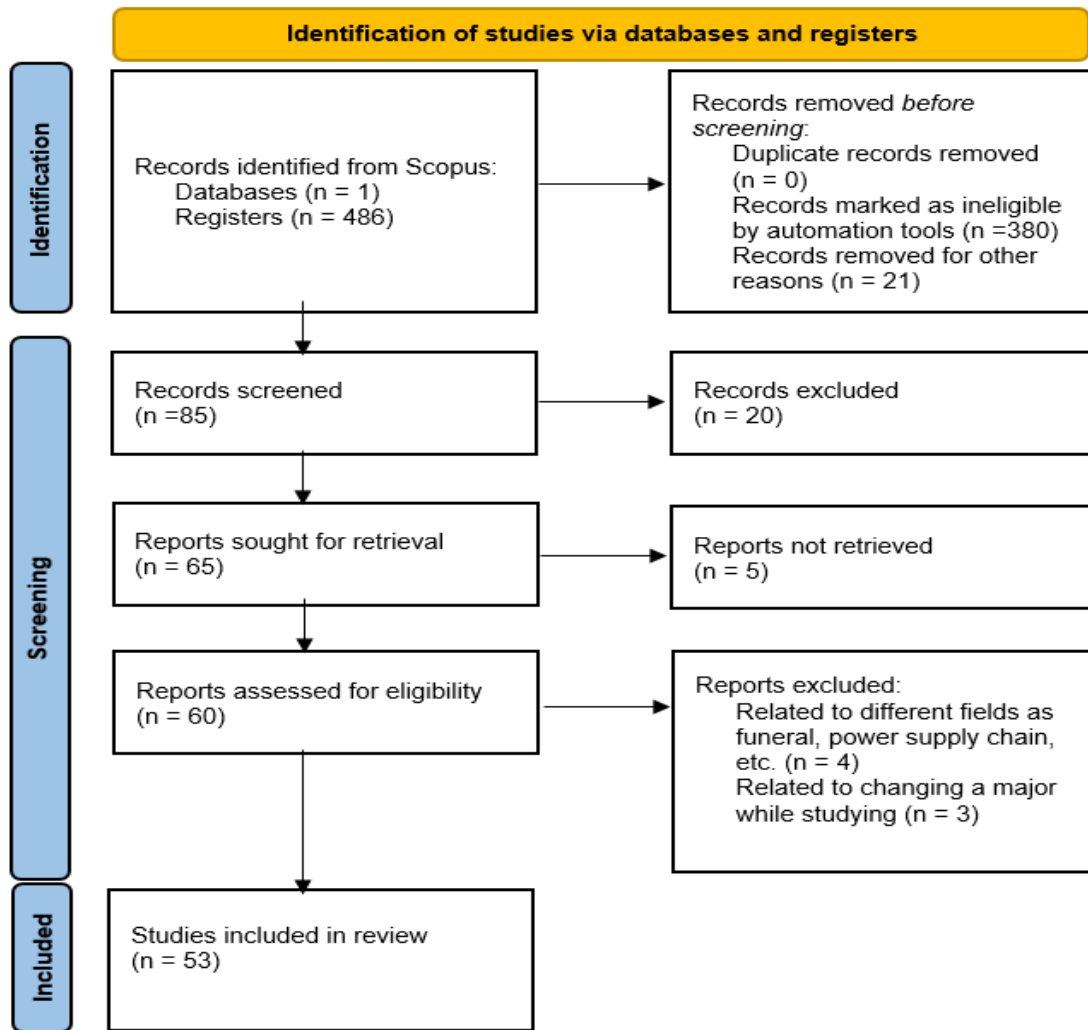 Identification of studies via databases and registers
Identification
Records identified from Scopus:
Databases (n = 1)
Registers (n = 486)
Records removed before
screening:
Duplicate records removed
(n = 0)
Records marked as ineligible
by automation tools (n =380)
Records removed for other
reasons (n = 21)
Screening
Records screened
(n =85)
Records excluded
(n = 20)
Reports sought for retrieval
(n = 65)
Reports not retrieved
(n = 5)
Reports assessed for eligibility
(n = 60)
Reports excluded:
Related to different fields as
funeral, power supply chain,
etc. (n = 4)
Related to changing a major
while studying (n = 3)
Included
Studies included in review
(n = 53)